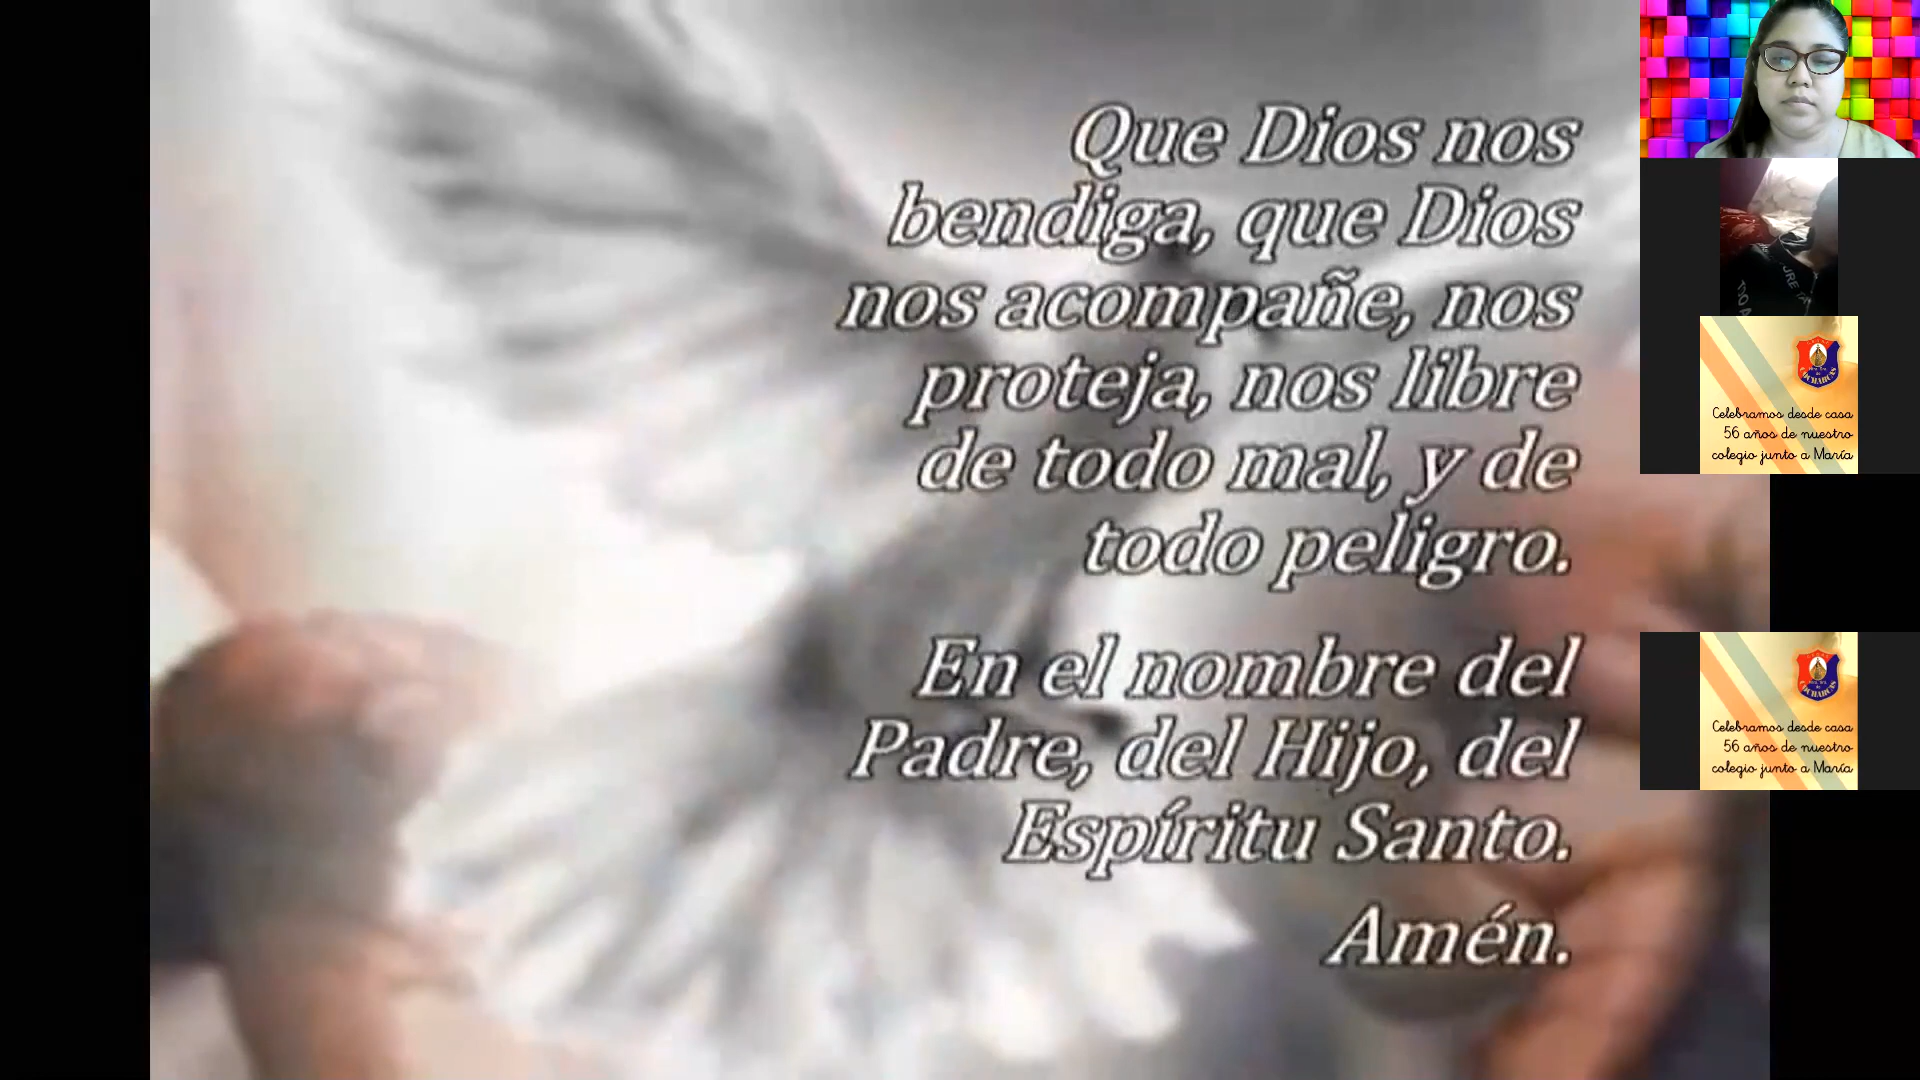 Que Dios nos
bendiga, que Dios
nos acompañe, nos
proteja, nos libre
de todo mal, y de
todo peligro.
En el nombre del
Padre, del Hijo, del
Espíritu Santo.
Amén.
Celebramos desde casa
56 años de nuestro
colegio junto a María
Celebramos desde casa
56 años de nuestro
colegio junto a María